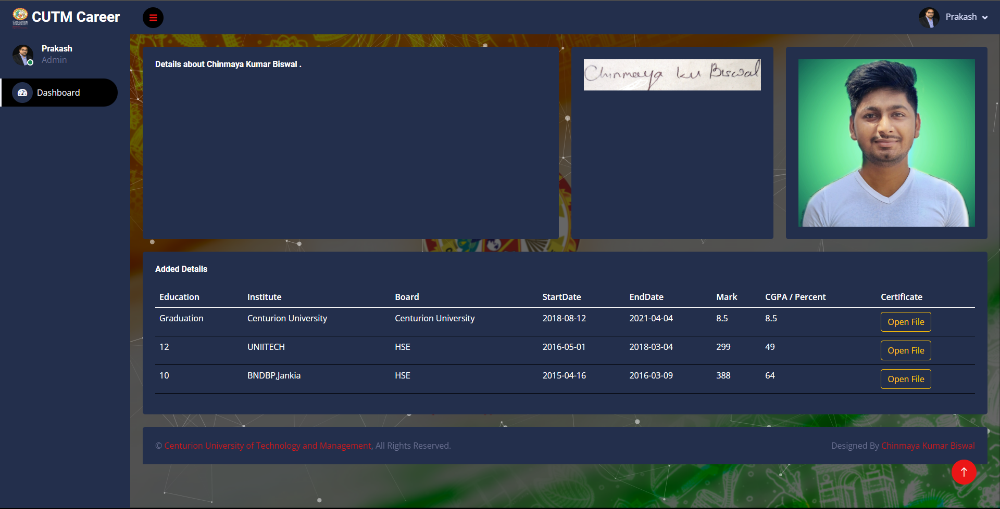 CUTM Career
Prakash
Prakash
Admin
Dashboard
Details about Chinmaya Kumar Biswal .
Chinmaya ku Biswal
Added Details
Education Institute Board StartDate EndDate Mark CGPA / Percent Certificate
Graduation Centurion University Centurion University 2018-08-12 2021-04-04 8.5 8.5 Open File
12 UNIITECH HSE 2016-05-01 2018-03-04 299 49 Open File
10 BNDBP,Jankia HSE 2015-04-16 2016-03-09 388 64 Open File
© Centurion University of Technology and Management, All Rights Reserved.
Designed By Chinmaya Kumar Biswal